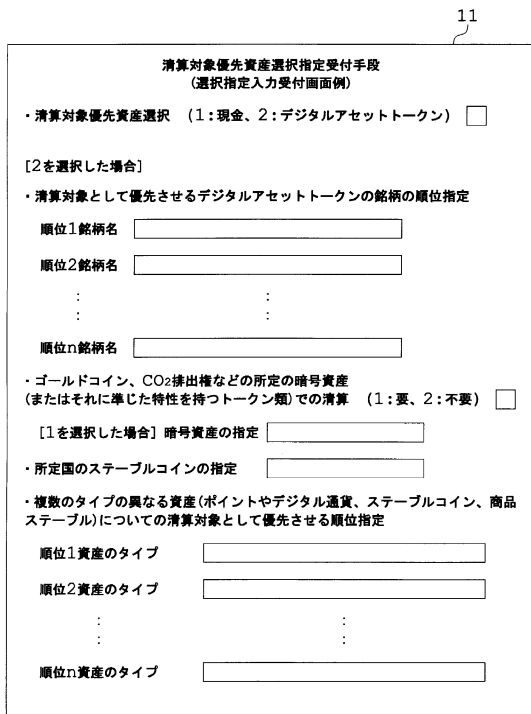 11
清算対象優先資産選択指定受付手段
(選択指定入力受付画面例)
・清算対象優先資産選択 (1:現金、2:デジタルアセットトークン)
[2を選択した場合]
・清算対象として優先させるデジタルアセットトークンの銘柄の順位指定
順位1銘柄名
順位2銘柄名
: :
: :
順位n銘柄名
・ゴールドコイン、CO2排出権などの所定の暗号資産
(またはそれに準じた特性を持つトークン類)での清算 (1:要、2:不要)
[1を選択した場合] 暗号資産の指定
・所定国のステーブルコインの指定
・複数のタイプの異なる資産(ポイントやデジタル通貨、ステーブルコイン、商品
ステーブル)についての清算対象として優先させる順位指定
順位1資産のタイプ
順位2資産のタイプ
: :
: :
順位n資産のタイプ